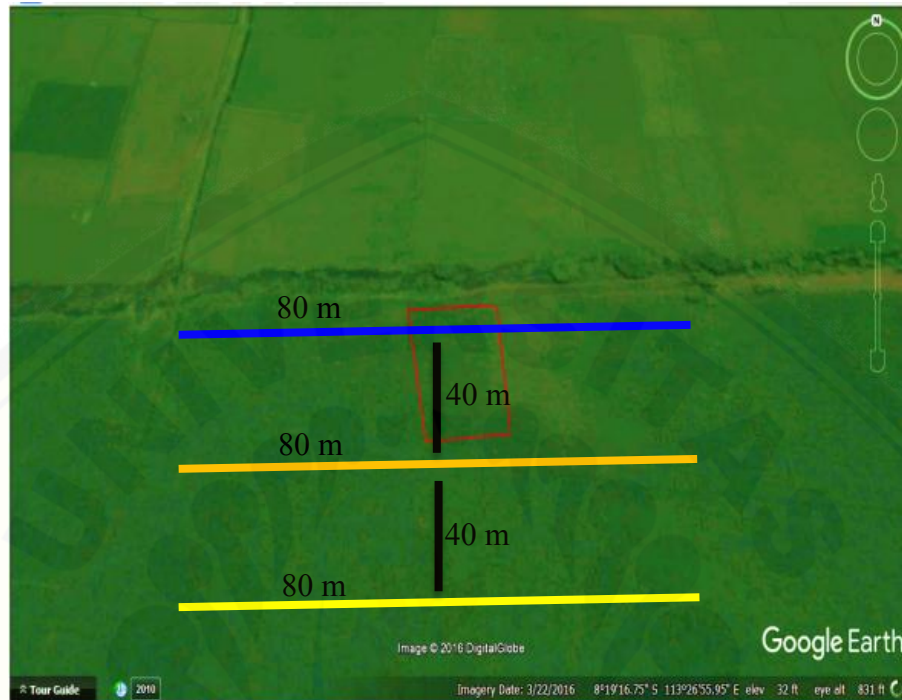 N
80 m
40 m
80 m
40 m
80 m
Image © 2016 DigitalGlobe
Google Earth
Tour Guide 2010 Imagery Date: 3/22/2016 8°19'16.75" S 113°26'55.95" E elev 32 ft eye alt 831 ft